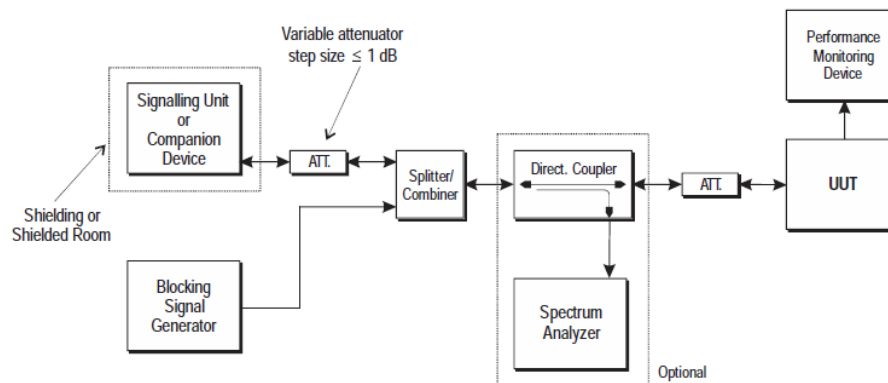 Variable attenuator
step size ≤ 1 dB
Performance
Monitoring
Device
Signalling Unit
or
Companion
Device
ATT.
Splitter/
Combiner
Direct. Coupler
ATT.
UUT
Shielding or
Shielded Room
Blocking
Signal
Generator
Spectrum
Analyzer
Optional